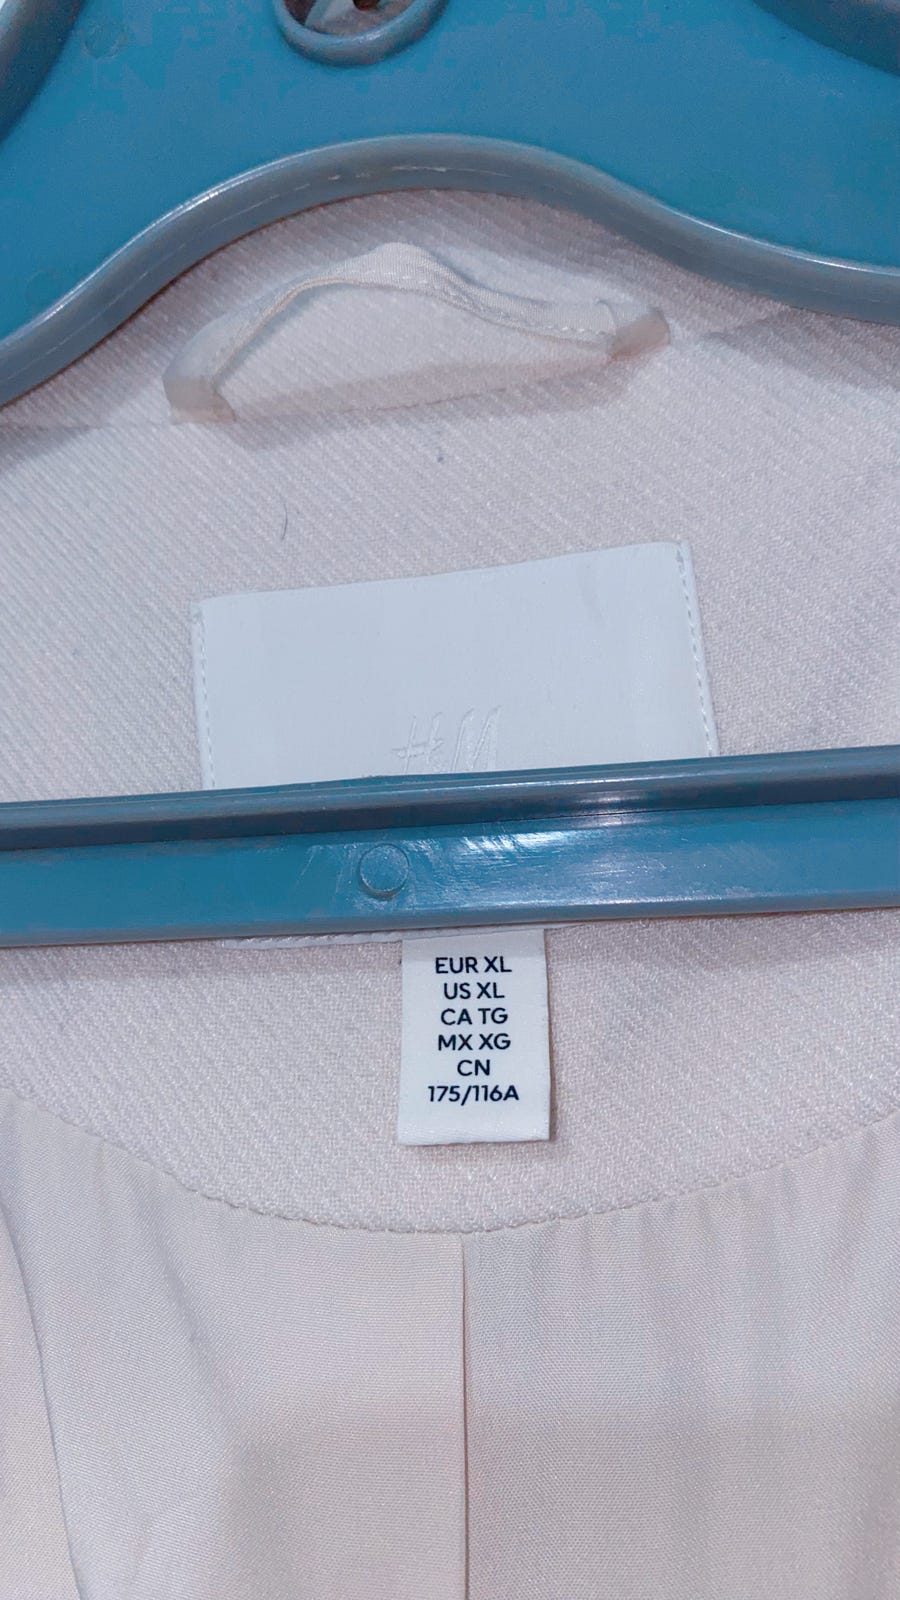 H&M
EUR XL
US XL
CA TG
MX XG
CN
175/116A